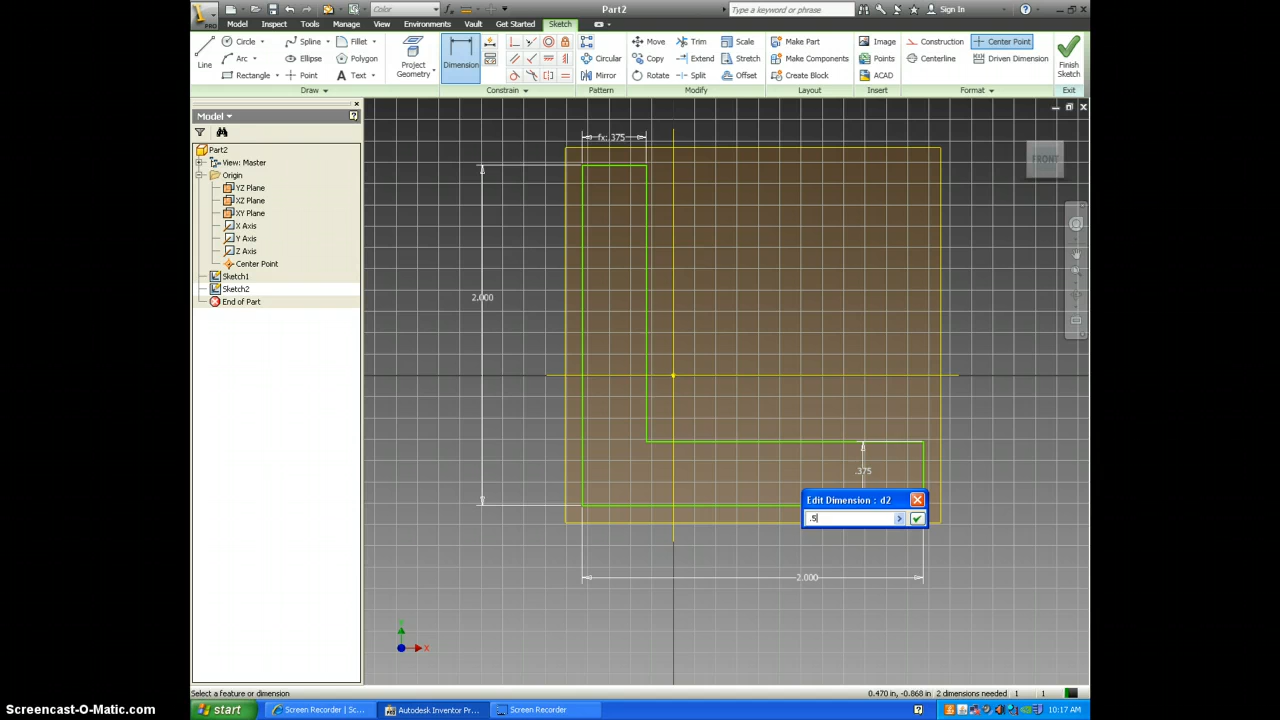 Color
Part2
Type a keyword or phrase
Sign In
PRO
Model Inspect Tools Manage View Environments Vault Get Started Sketch
Line
Circle
Arc
Rectangle
Spline
Ellipse
Point
Fillet
Polygon
Text
Project Geometry
Dimension
Circular
Mirror
Move
Copy
Rotate
Trim
Extend
Split
Scale
Stretch
Offset
Make Part
Make Components
Create Block
Image
Points
ACAD
Construction
Centerline
Center Point
Driven Dimension
Finish Sketch
Draw Constrain Pattern Modify Layout Insert Format Exit
Model
Part2
View: Master
Origin
YZ Plane
XZ Plane
XY Plane
X Axis
Y Axis
Z Axis
Center Point
Sketch1
Sketch2
End of Part
fx: .375
FRONT
2.000
.375
Edit Dimension : d2
.5
2.000
Y
X
Select a feature or dimension
0.470 in, -0.868 in 2 dimensions needed 1 1
Screencast-O-Matic.com
start
Screen Recorder | Sc...
Autodesk Inventor Pr...
Screen Recorder
10:17 AM